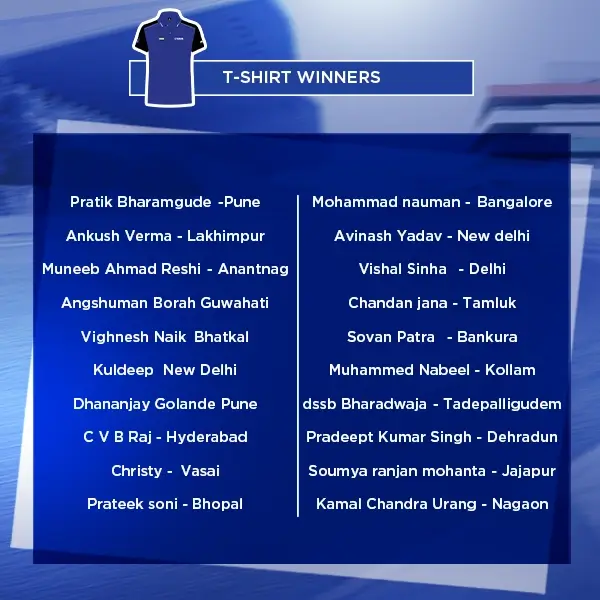 T-SHIRT WINNERS
Pratik Bharamgude -Pune
Ankush Verma - Lakhimpur
Muneeb Ahmad Reshi - Anantnag
Angshuman Borah Guwahati
Vighnesh Naik Bhatkal
Kuldeep New Delhi
Dhananjay Golande Pune
C V B Raj - Hyderabad
Christy - Vasai
Prateek soni - Bhopal
Mohammad nauman - Bangalore
Avinash Yadav - New delhi
Vishal Sinha - Delhi
Chandan jana - Tamluk
Sovan Patra - Bankura
Muhammed Nabeel - Kollam
dssb Bharadwaja - Tadepalligudem
Pradeept Kumar Singh - Dehradun
Soumya ranjan mohanta - Jajapur
Kamal Chandra Urang - Nagaon